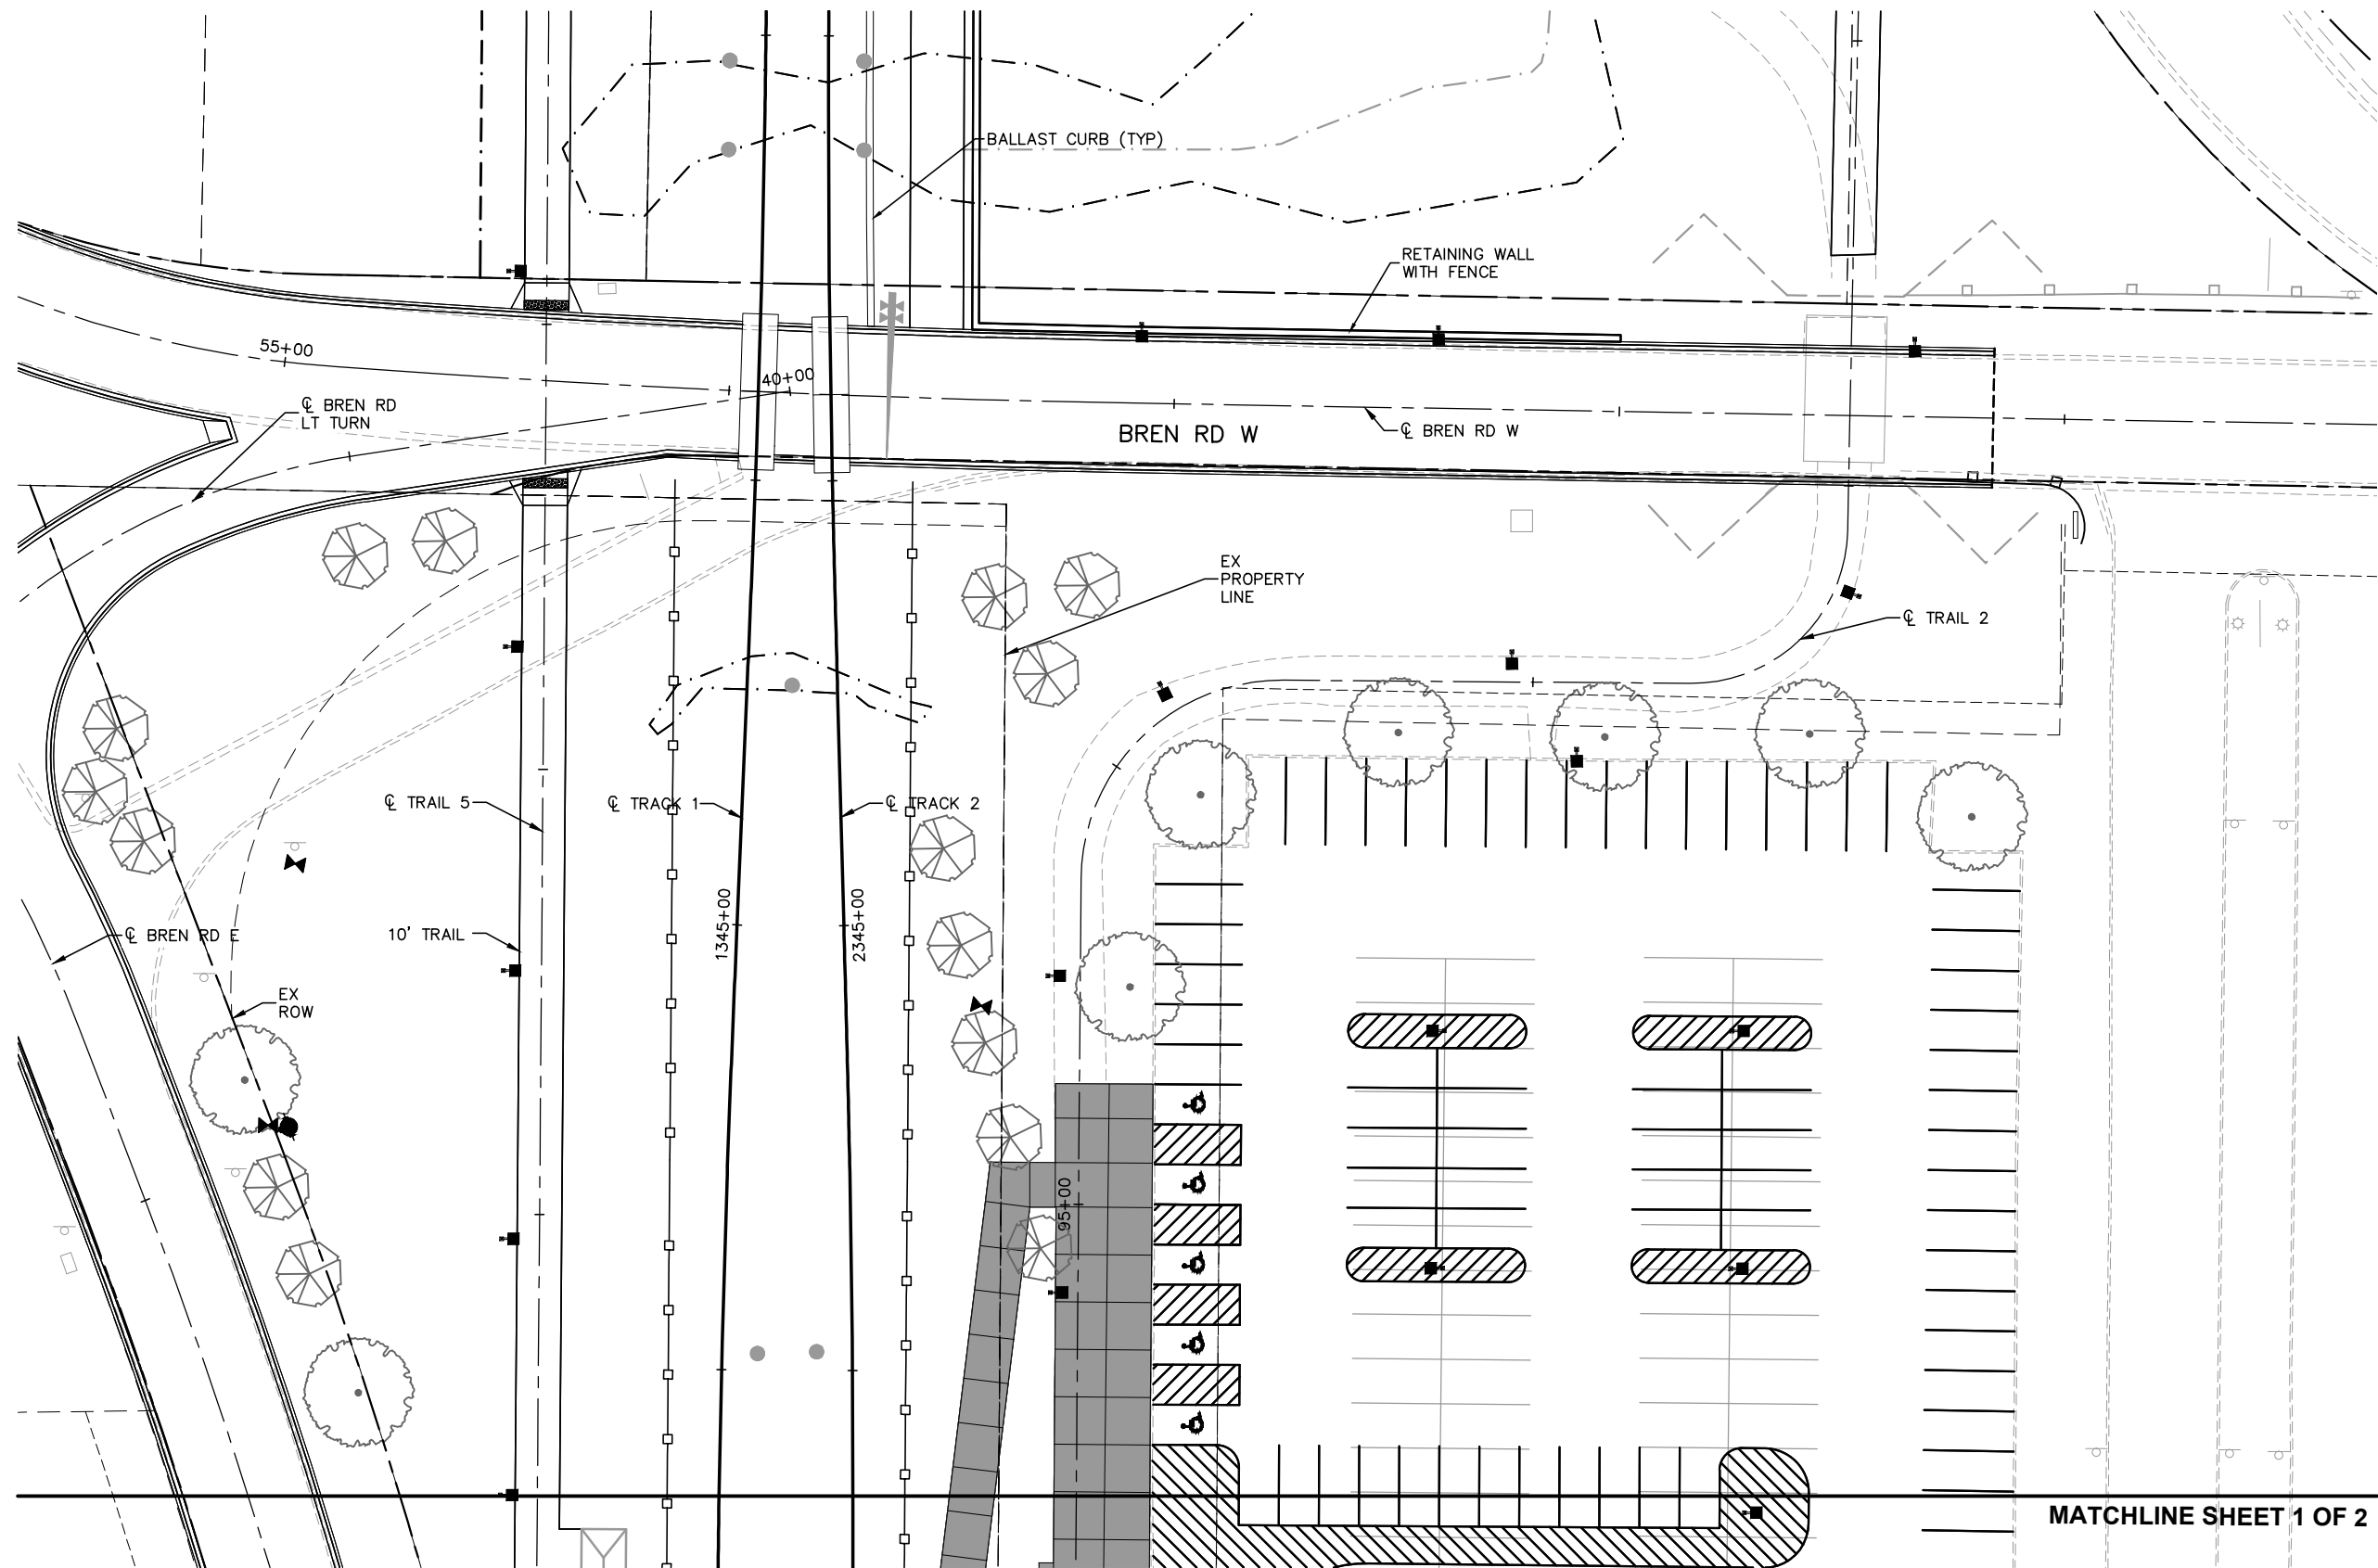 BALLAST CURB (TYP)
RETAINING WALL
WITH FENCE
55+00
40+00
℄ BREN RD
LT TURN
BREN RD W
℄ BREN RD W
EX
PROPERTY
LINE
℄ TRAIL 2
℄ TRAIL 5
℄ TRACK 1
℄ TRACK 2
1345+00
2345+00
℄ BREN RD E
10' TRAIL
EX
ROW
95+00
MATCHLINE SHEET 1 OF 2